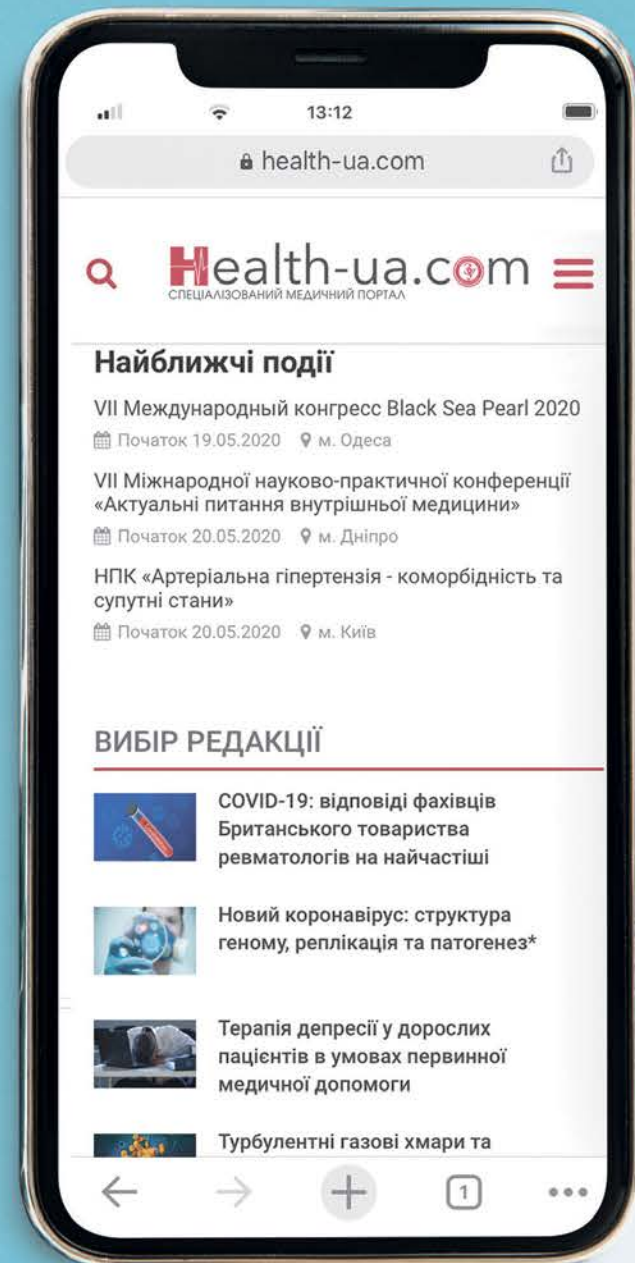 13:12
health-ua.com
Health-ua.com
СПЕЦІАЛІЗОВАНИЙ МЕДИЧНИЙ ПОРТАЛ
Найближчі події
VII Международный конгресс Black Sea Pearl 2020
Початок 19.05.2020 м. Одеса
VII Міжнародної науково-практичної конференції
«Актуальні питання внутрішньої медицини»
Початок 20.05.2020 м. Дніпро
НПК «Артеріальна гіпертензія - коморбідність та
супутні стани»
Початок 20.05.2020 м. Київ
ВИБІР РЕДАКЦІЇ
COVID-19: відповіді фахівців
Британського товариства
ревматологів на найчастіші
Новий коронавірус: структура
геному, реплікація та патогенез*
Терапія депресії у дорослих
пацієнтів в умовах первинної
медичної допомоги
Турбулентні газові хмари та
1